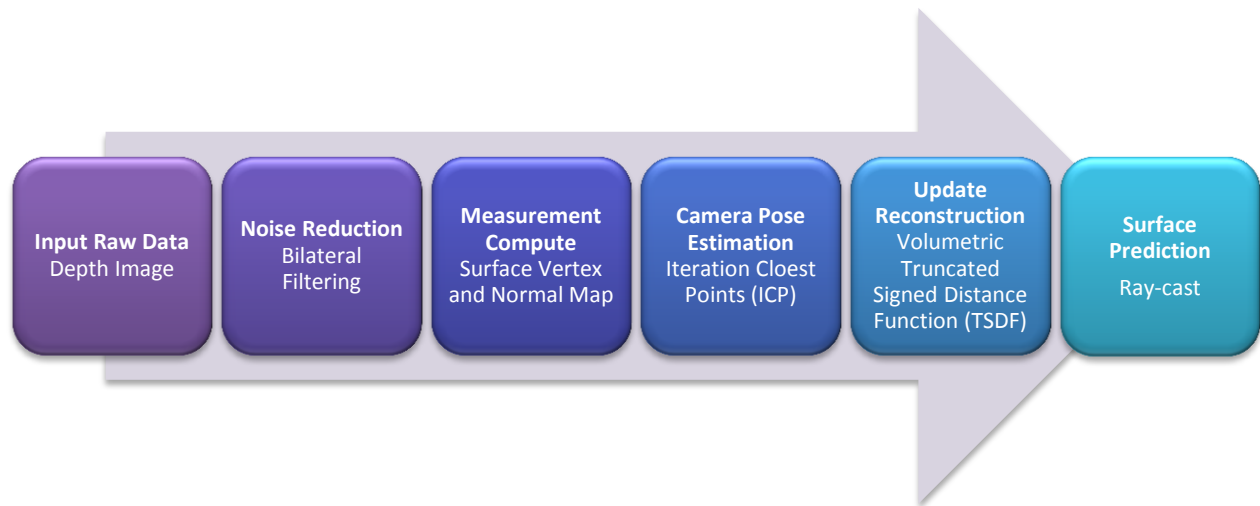 Input Raw Data
Depth Image
Noise Reduction
Bilateral
Filtering
Measurement
Compute
Surface Vertex
and Normal Map
Camera Pose
Estimation
Iteration Cloest
Points (ICP)
Update
Reconstruction
Volumetric
Truncated
Signed Distance
Function (TSDF)
Surface
Prediction
Ray-cast